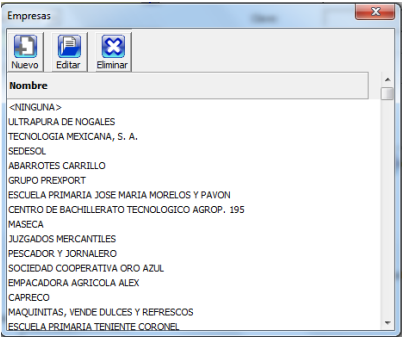 Empresas
Nuevo Editar Eliminar
Nombre
<NINGUNA>
ULTRAPURA DE NOGALES
TECNOLOGIA MEXICANA, S. A.
SEDESOL
ABARROTES CARRILLO
GRUPO PREXPORT
ESCUELA PRIMARIA JOSE MARIA MORELOS Y PAVON
CENTRO DE BACHILLERATO TECNOLOGICO AGROP. 195
MASECA
JUZGADOS MERCANTILES
PESCADOR Y JORNALERO
SOCIEDAD COOPERATIVA ORO AZUL
EMPACADORA AGRICOLA ALEX
CAPRECO
MAQUINITAS, VENDE DULCES Y REFRESCOS
ESCUELA PRIMARIA TENIENTE CORONEL